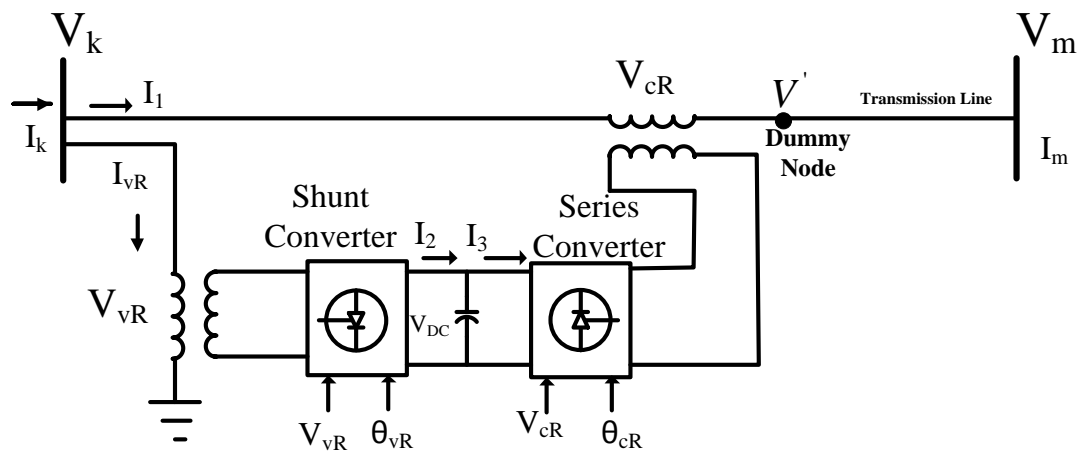 V_k
V_m
I_k
I_1
V_cR
V'
Transmission Line
Dummy
Node
I_m
I_vR
Shunt
Converter
I_2
I_3
Series
Converter
V_vR
V_DC
V_vR
θ_vR
V_cR
θ_cR